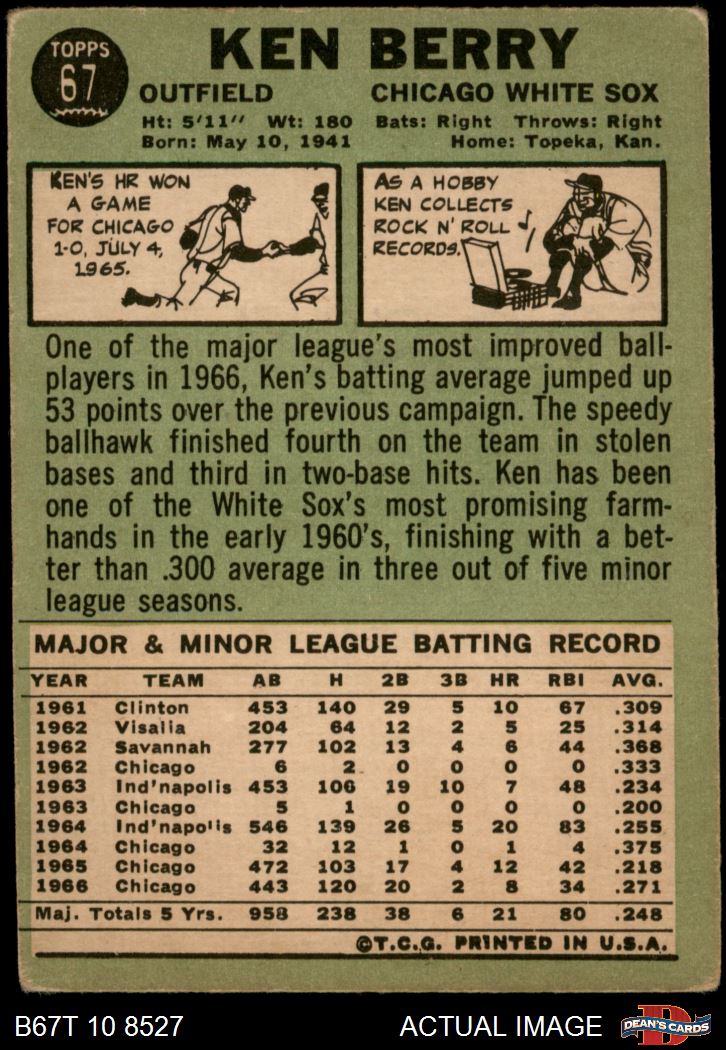 TOPPS
67
KEN BERRY
OUTFIELD CHICAGO WHITE SOX
Ht: 5'11" Wt: 180 Bats: Right Throws: Right
Born: May 10, 1941 Home: Topeka, Kan.
KEN'S HR WON
A GAME
FOR CHICAGO
1-0, JULY 4,
1965.
AS A HOBBY
KEN COLLECTS
ROCK N' ROLL
RECORDS.
One of the major league's most improved ball-
players in 1966, Ken's batting average jumped up
53 points over the previous campaign. The speedy
ballhawk finished fourth on the team in stolen
bases and third in two-base hits. Ken has been
one of the White Sox's most promising farm-
hands in the early 1960's, finishing with a bet-
ter than .300 average in three out of five minor
league seasons.
MAJOR & MINOR LEAGUE BATTING RECORD
YEAR TEAM AB H 2B 3B HR RBI AVG.
1961 Clinton 453 140 29 5 10 67 .309
1962 Visalia 204 64 12 2 5 25 .314
1962 Savannah 277 102 13 4 6 44 .368
1962 Chicago 6 2 0 0 0 0 .333
1963 Ind'napolis 453 106 19 10 7 48 .234
1963 Chicago 5 1 0 0 0 0 .200
1964 Ind'napolis 546 139 26 5 20 83 .255
1964 Chicago 32 12 1 0 1 4 .375
1965 Chicago 472 103 17 4 12 42 .218
1966 Chicago 443 120 20 2 8 34 .271
Maj. Totals 5 Yrs. 958 238 38 6 21 80 .248
©T.C.G. PRINTED IN U.S.A.
B67T 10 8527 ACTUAL IMAGE
D
DEAN'S CARDS